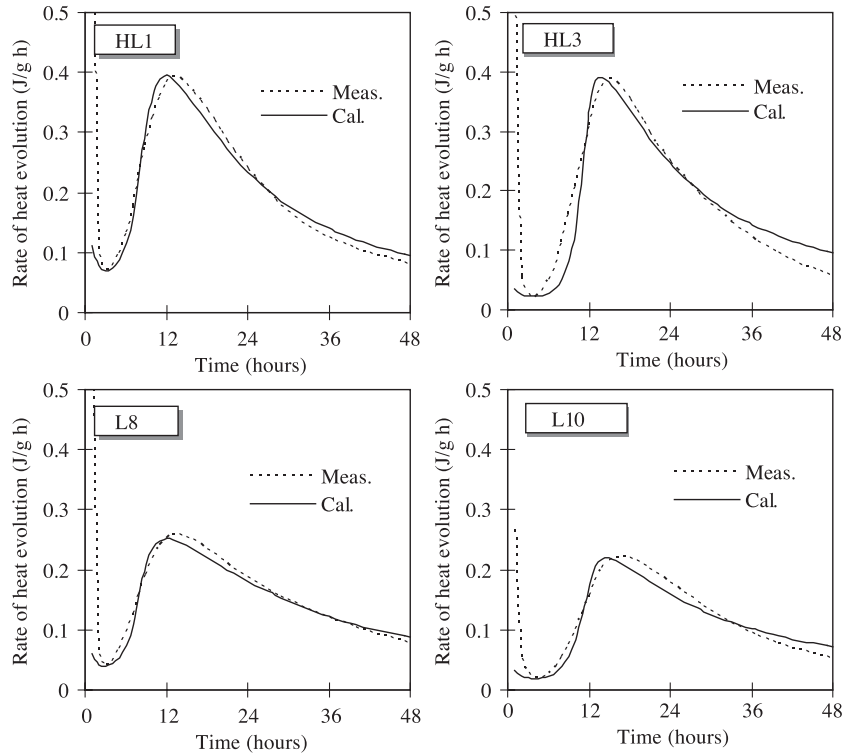 HL1
Rate of heat evolution (J/g h)
0.5
0.4
0.3
0.2
0.1
0
Meas.
Cal.
0 12 24 36 48
Time (hours)
HL3
Rate of heat evolution (J/g h)
0.5
0.4
0.3
0.2
0.1
0
Meas.
Cal.
0 12 24 36 48
Time (hours)
L8
Rate of heat evolution (J/g h)
0.5
0.4
0.3
0.2
0.1
0
Meas.
Cal.
0 12 24 36 48
Time (hours)
L10
Rate of heat evolution (J/g h)
0.5
0.4
0.3
0.2
0.1
0
Meas.
Cal.
0 12 24 36 48
Time (hours)